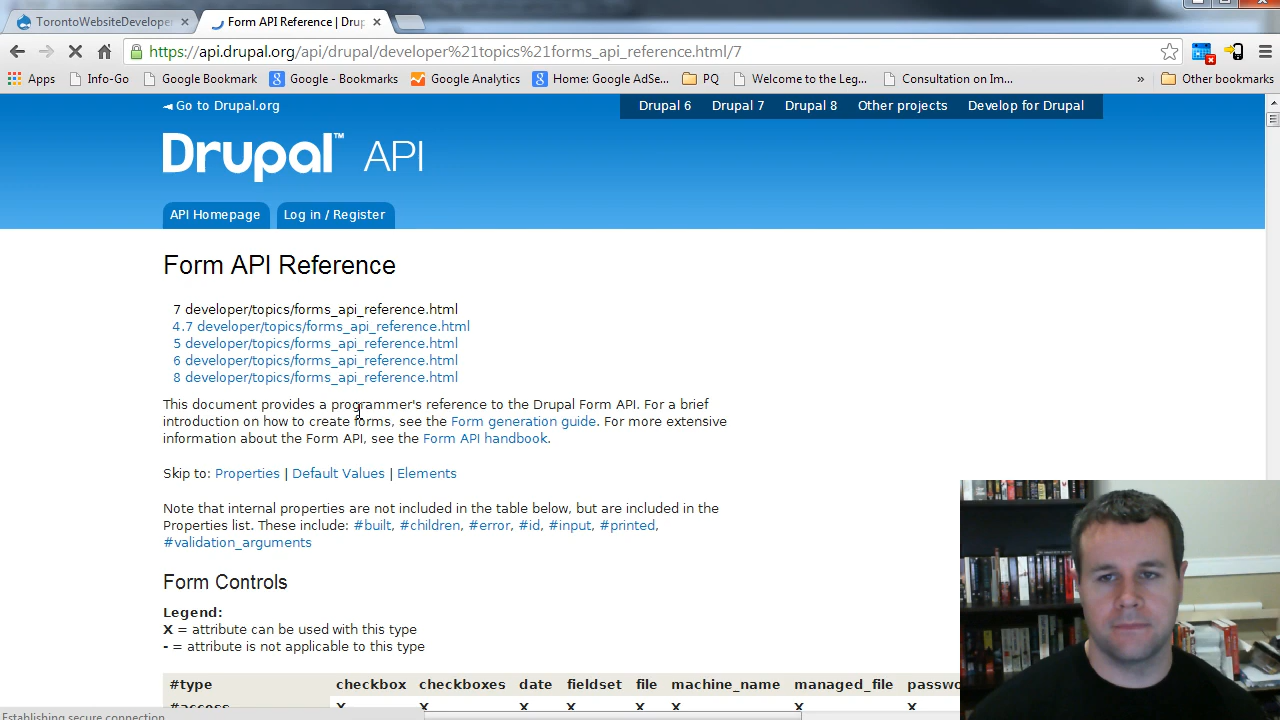 TorontoWebsiteDeveloper
Form API Reference | Drup
https://api.drupal.org/api/drupal/developer%21topics%21forms_api_reference.html/7
Apps Info-Go Google Bookmark Google - Bookmarks Google Analytics Home: Google AdSe... PQ Welcome to the Leg... Consultation on Im... » Other bookmarks
Go to Drupal.org
Drupal 6 Drupal 7 Drupal 8 Other projects Develop for Drupal
Drupal™ API
API Homepage Log in / Register
Form API Reference
7 developer/topics/forms_api_reference.html
4.7 developer/topics/forms_api_reference.html
5 developer/topics/forms_api_reference.html
6 developer/topics/forms_api_reference.html
8 developer/topics/forms_api_reference.html
This document provides a programmer's reference to the Drupal Form API. For a brief
introduction on how to create forms, see the Form generation guide. For more extensive
information about the Form API, see the Form API handbook.
Skip to: Properties | Default Values | Elements
Note that internal properties are not included in the table below, but are included in the
Properties list. These include: #built, #children, #error, #id, #input, #printed,
#validation_arguments
Form Controls
Legend:
X = attribute can be used with this type
- = attribute is not applicable to this type
#type checkbox checkboxes date fieldset file machine_name managed_file passwo
#access X X X X X X X X
Establishing secure connection...